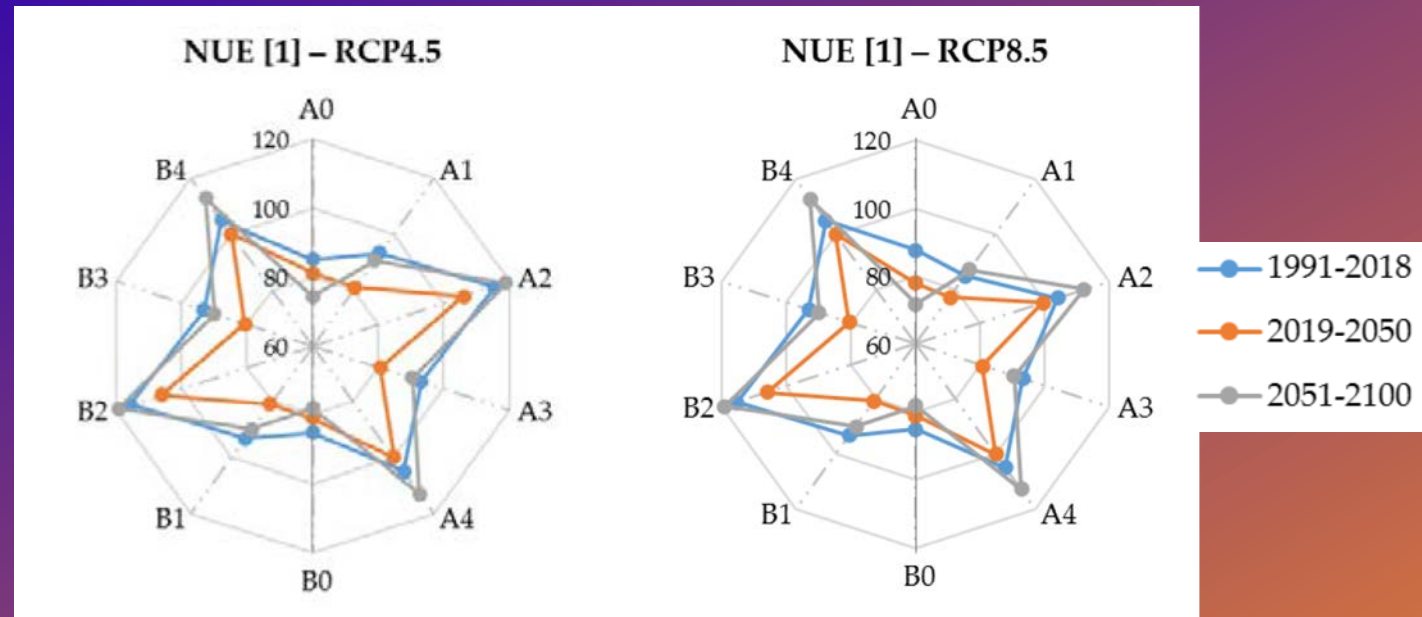 NUE [1] – RCP4.5
A0
120
B4
A1
100
B3
80
A2
60
B2
A3
B1
A4
B0
NUE [1] – RCP8.5
A0
120
B4
A1
100
B3
80
A2
60
B2
A3
B1
A4
B0
1991-2018
2019-2050
2051-2100